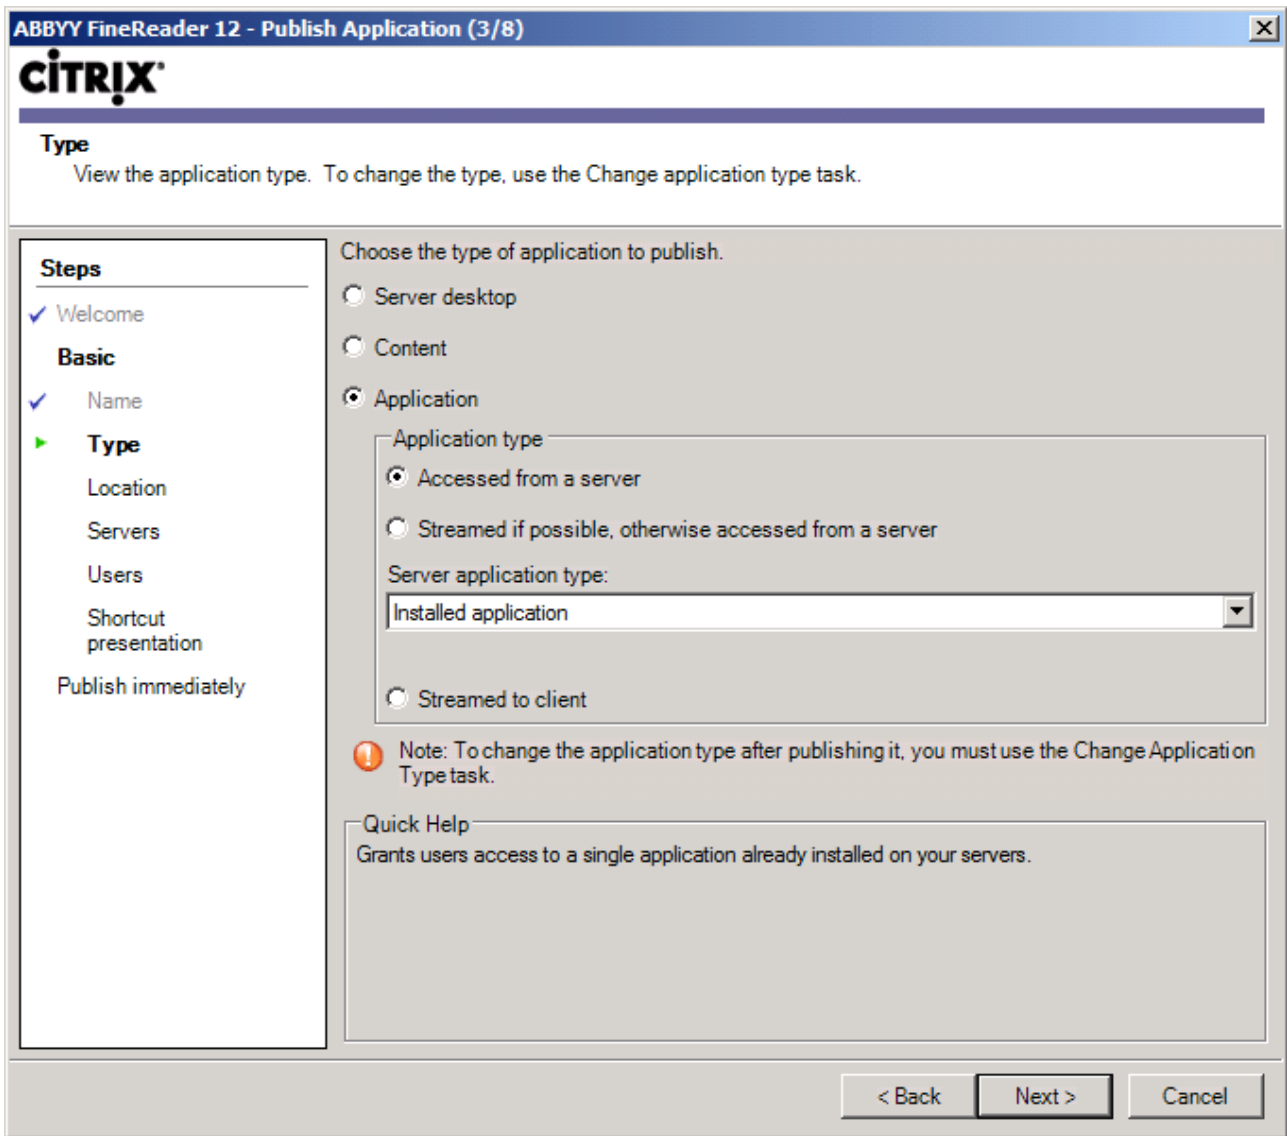 ABBYY FineReader 12 - Publish Application (3/8)
CİTRIX
Type
View the application type. To change the type, use the Change application type task.
Steps
Welcome
Basic
Name
Type
Location
Servers
Users
Shortcut
presentation
Publish immediately
Choose the type of application to publish.
Server desktop
Content
Application
Application type
Accessed from a server
Streamed if possible, otherwise accessed from a server
Server application type:
Installed application
Streamed to client
Note: To change the application type after publishing it, you must use the Change Application
Type task.
Quick Help
Grants users access to a single application already installed on your servers.
< Back
Next >
Cancel